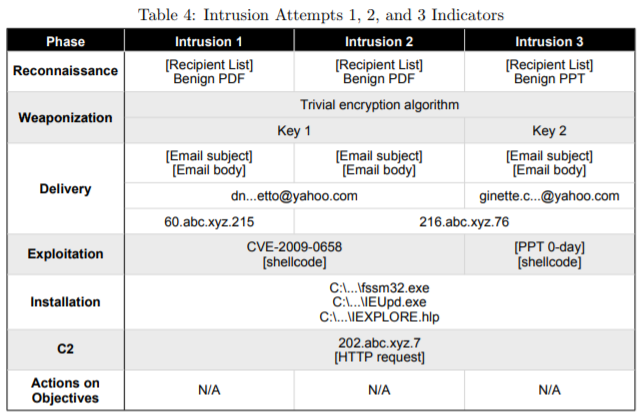 Table 4: Intrusion Attempts 1, 2, and 3 Indicators
Phase Intrusion 1 Intrusion 2 Intrusion 3
Reconnaissance [Recipient List] [Recipient List] [Recipient List]
Benign PDF Benign PDF Benign PPT
Weaponization Trivial encryption algorithm
Key 1 Key 2
Delivery [Email subject] [Email subject] [Email subject]
[Email body] [Email body] [Email body]
dn...etto@yahoo.com ginette.c...@yahoo.com
60.abc.xyz.215 216.abc.xyz.76
Exploitation CVE-2009-0658 [PPT 0-day]
[shellcode] [shellcode]
Installation C:\...\fssm32.exe
C:\...\IEUpd.exe
C:\...\IEXPLORE.hlp
C2 202.abc.xyz.7
[HTTP request]
Actions on
Objectives N/A N/A N/A